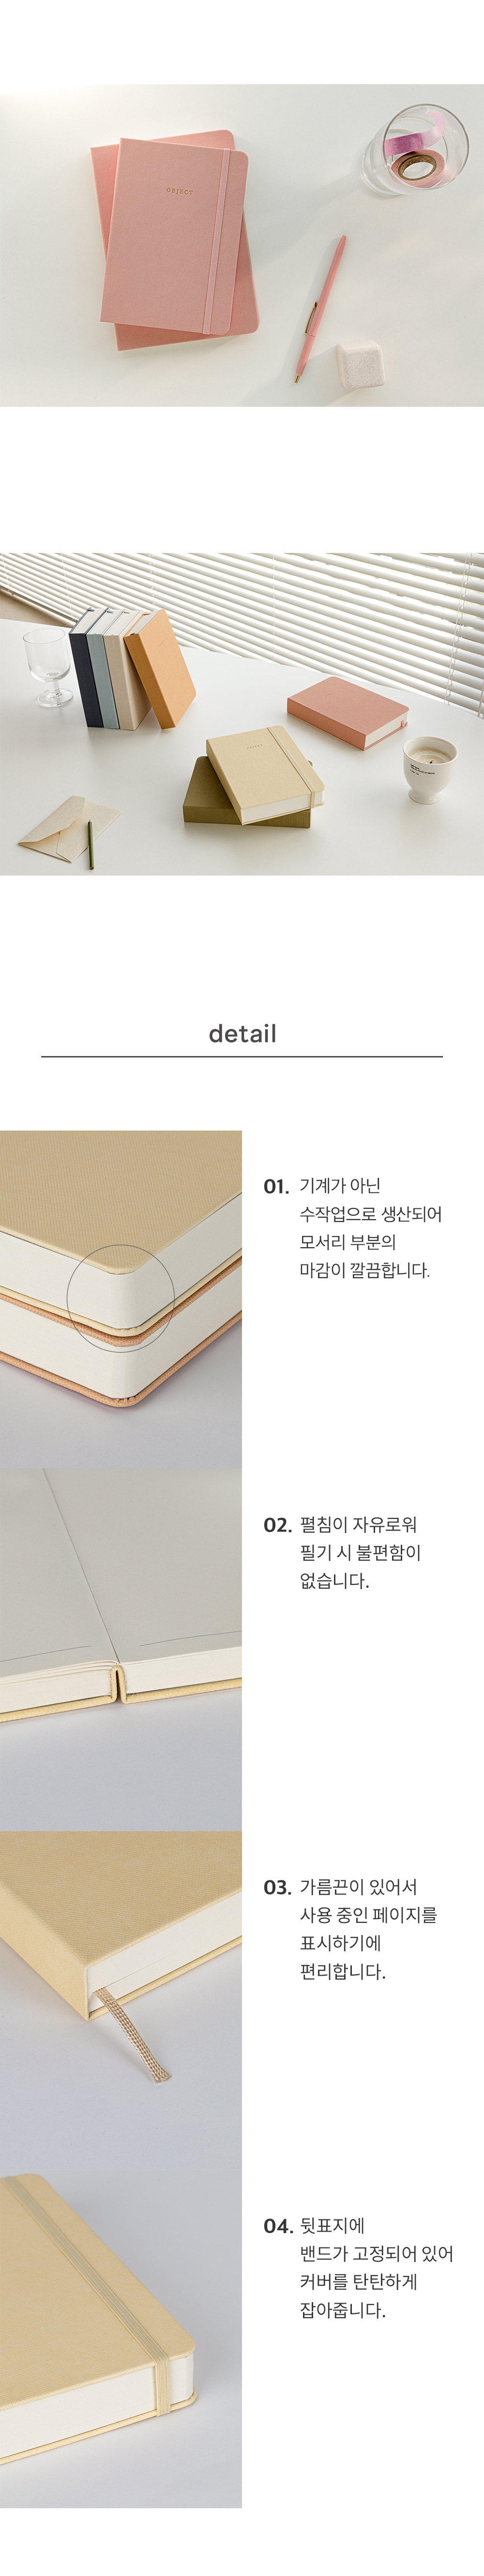 OBJECT
OBJECT
detail
01. 기계가 아닌
수작업으로 생산되어
모서리 부분의
마감이 깔끔합니다.
02. 펼침이 자유로워
필기 시 불편함이
없습니다.
03. 가름끈이 있어서
사용 중인 페이지를
표시하기에
편리합니다.
04. 뒷표지에
밴드가 고정되어 있어
커버를 탄탄하게
잡아줍니다.